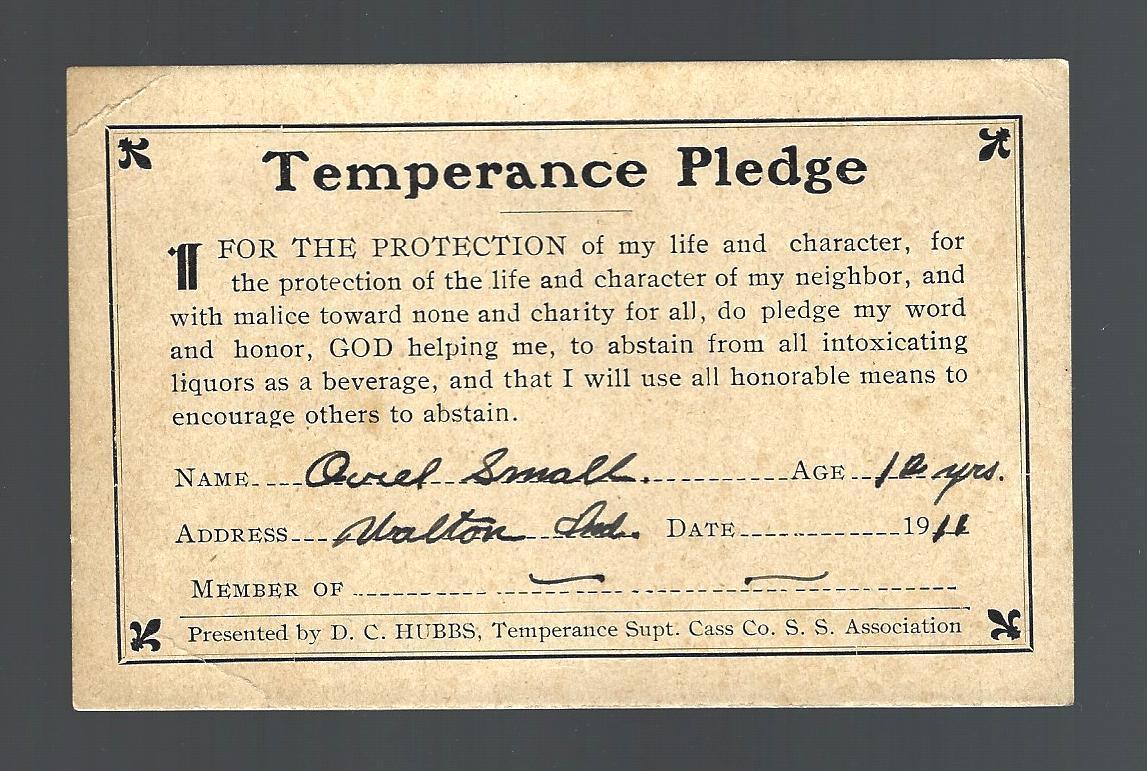 Temperance Pledge
¶ FOR THE PROTECTION of my life and character, for
the protection of the life and character of my neighbor, and
with malice toward none and charity for all, do pledge my word
and honor, GOD helping me, to abstain from all intoxicating
liquors as a beverage, and that I will use all honorable means to
encourage others to abstain.
NAME Small. AGE yrs.
ADDRESS Walton Ind. DATE 1911
MEMBER OF
Presented by D. C. HUBBS, Temperance Supt. Cass Co. S. S. Association